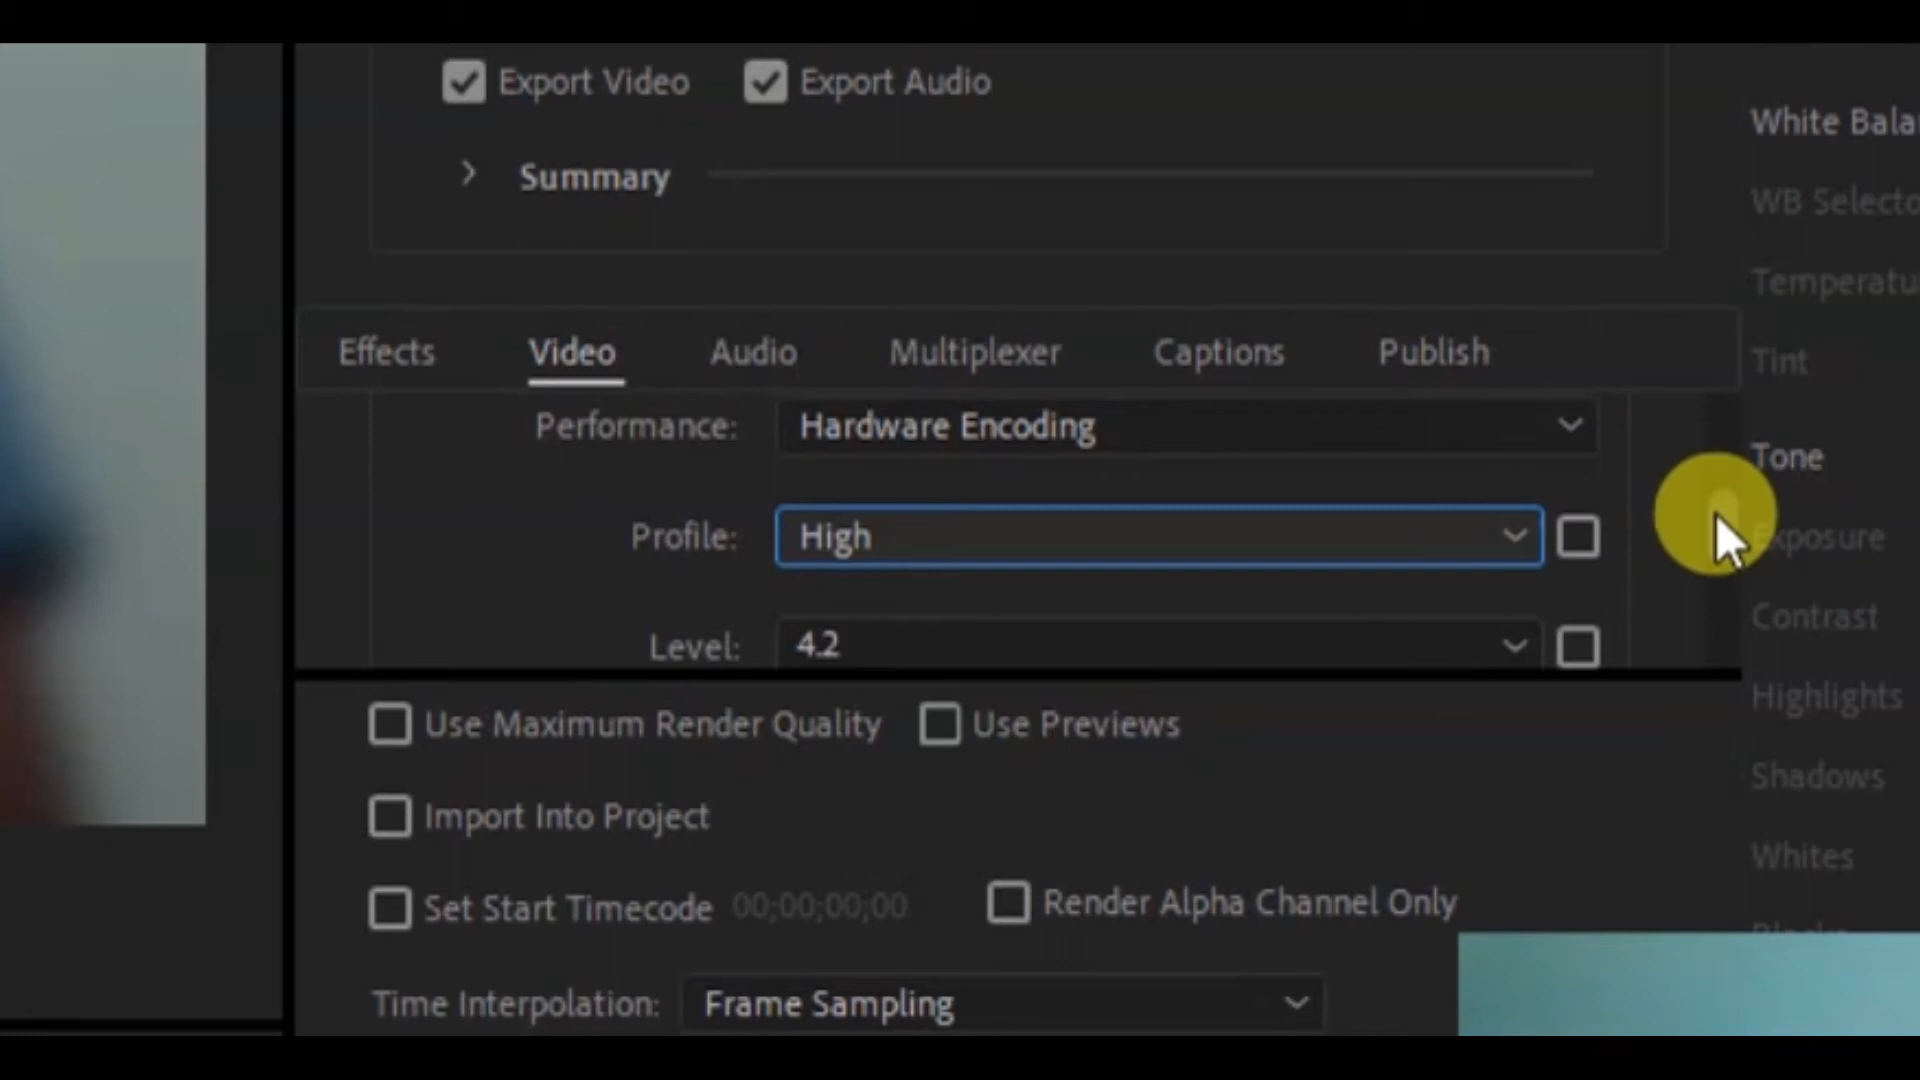 Export Video Export Audio
Summary
Effects Video Audio Multiplexer Captions Publish
Performance: Hardware Encoding
Profile: High
Level: 4.2
Use Maximum Render Quality Use Previews
Import Into Project
Set Start Timecode 00;00;00;00 Render Alpha Channel Only
Time Interpolation: Frame Sampling
White Bala
WB Selecto
Temperatu
Tint
Tone
Exposure
Contrast
Highlights
Shadows
Whites